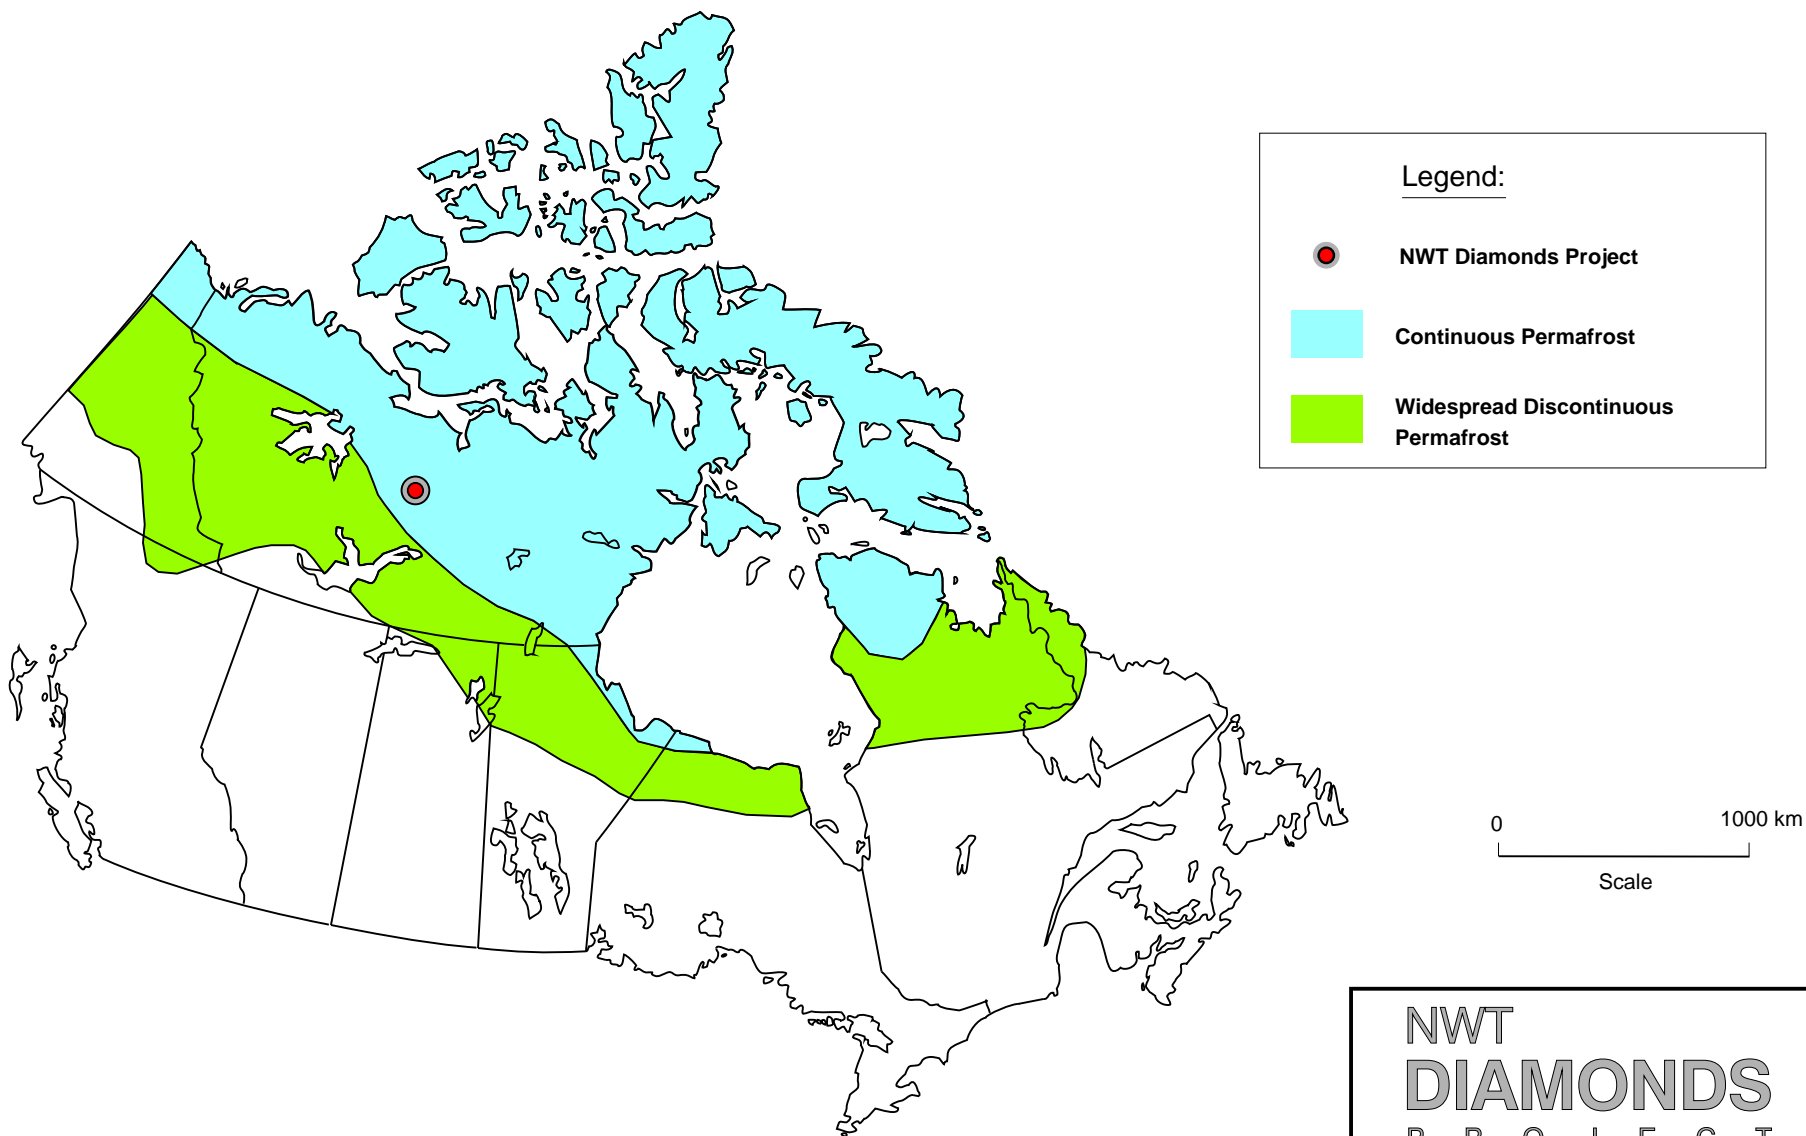 Legend:
NWT Diamonds Project
Continuous Permafrost
Widespread Discontinuous
Permafrost
0 1000 km
Scale
NWT
DIAMONDS
P R O J E C T